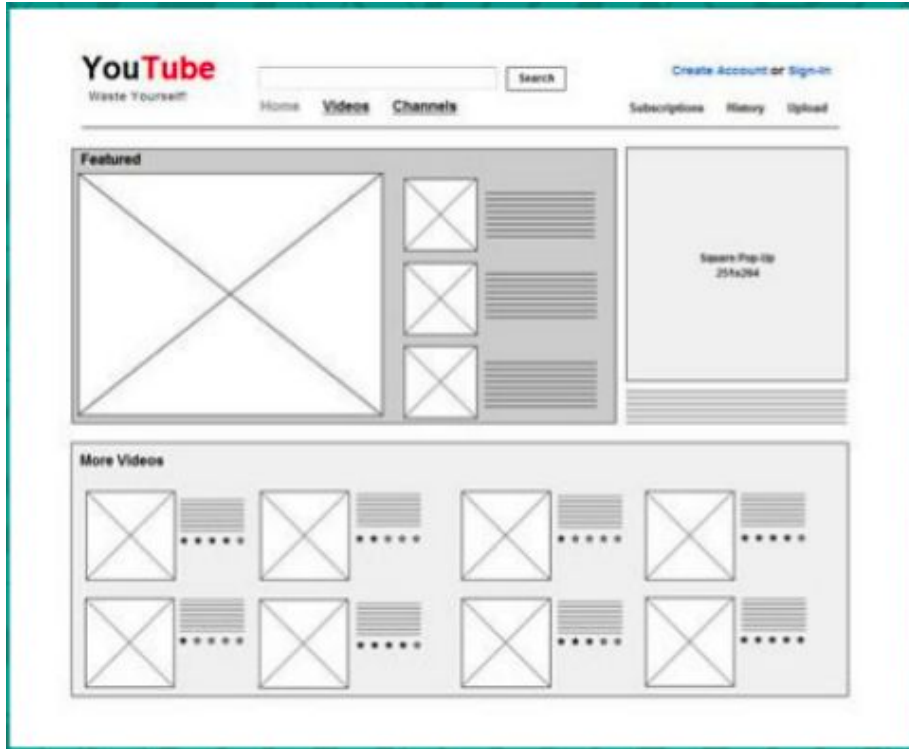 YouTube
Waste Yourself!
Search
Create Account or Sign-In
Home Videos Channels
Subscriptions History Upload
Featured
Square Pop-Up
251x264
More Videos